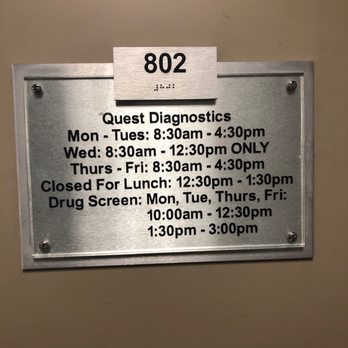 802
Quest Diagnostics
Mon - Tues: 8:30am - 4:30pm
Wed: 8:30am - 12:30pm ONLY
Thurs - Fri: 8:30am - 4:30pm
Closed For Lunch: 12:30pm - 1:30pm
Drug Screen: Mon, Tue, Thurs, Fri:
10:00am - 12:30pm
1:30pm - 3:00pm